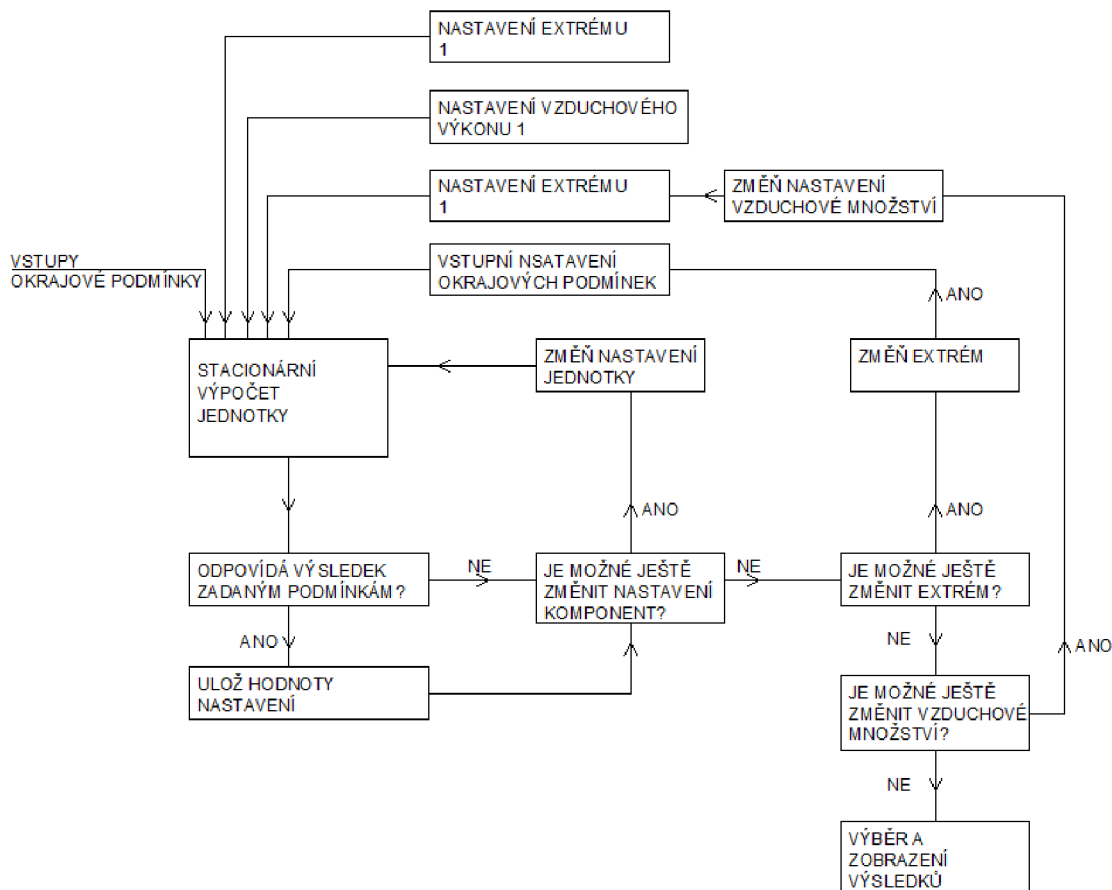 NASTAVENÍ EXTRÉMU
1
NASTAVENÍ VZDUCHOVÉHO
VÝKONU 1
NASTAVENÍ EXTRÉMU
1
ZMĚŇ NASTAVENÍ
VZDUCHOVÉ MNOŽSTVÍ
VSTUPY
OKRAJOVÉ PODMÍNKY
VSTUPNÍ NSATAVENÍ
OKRAJOVÝCH PODMÍNEK
ANO
STACIONÁRNÍ
VÝPOČET
JEDNOTKY
ZMĚŇ NASTAVENÍ
JEDNOTKY
ZMĚŇ EXTRÉM
ANO
ANO
ODPOVÍDÁ VÝSLEDEK
ZADANÝM PODMÍNKÁM?
NE
JE MOŽNÉ JEŠTĚ
ZMĚNIT NASTAVENÍ
KOMPONENT?
NE
JE MOŽNÉ JEŠTĚ
ZMĚNIT EXTRÉM?
ANO
NE
ANO
ULOŽ HODNOTY
NASTAVENÍ
JE MOŽNÉ JEŠTĚ
ZMĚNIT VZDUCHOVÉ
MNOŽSTVÍ?
NE
VÝBĚR A
ZOBRAZENÍ
VÝSLEDKŮ